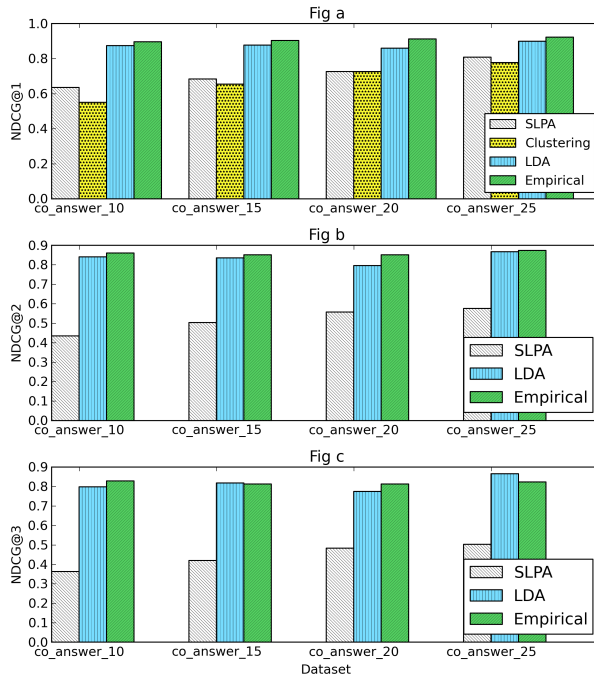 Fig a
NDCG@1
1.0
0.8
0.6
0.4
0.2
0.0
SLPA
Clustering
LDA
Empirical
co_answer_10 co_answer_15 co_answer_20 co_answer_25
Fig b
NDCG@2
0.9
0.8
0.7
0.6
0.5
0.4
0.3
0.2
0.1
0.0
SLPA
LDA
Empirical
co_answer_10 co_answer_15 co_answer_20 co_answer_25
Fig c
NDCG@3
0.9
0.8
0.7
0.6
0.5
0.4
0.3
0.2
0.1
0.0
SLPA
LDA
Empirical
co_answer_10 co_answer_15 co_answer_20 co_answer_25
Dataset